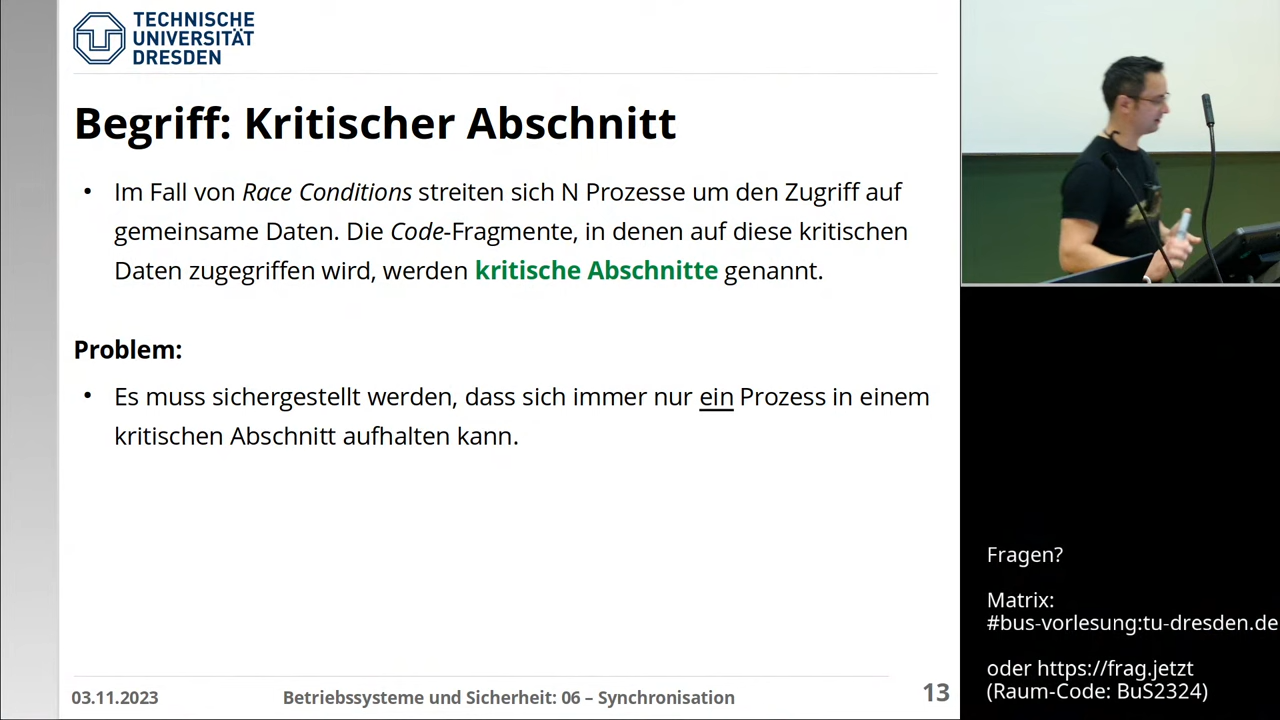 TECHNISCHE
UNIVERSITÄT
DRESDEN
Begriff: Kritischer Abschnitt
• Im Fall von Race Conditions streiten sich N Prozesse um den Zugriff auf
gemeinsame Daten. Die Code-Fragmente, in denen auf diese kritischen
Daten zugegriffen wird, werden kritische Abschnitte genannt.
Problem:
• Es muss sichergestellt werden, dass sich immer nur ein Prozess in einem
kritischen Abschnitt aufhalten kann.
03.11.2023
Betriebssysteme und Sicherheit: 06 – Synchronisation
13
Fragen?
Matrix:
#bus-vorlesung:tu-dresden.de
oder https://frag.jetzt
(Raum-Code: BuS2324)